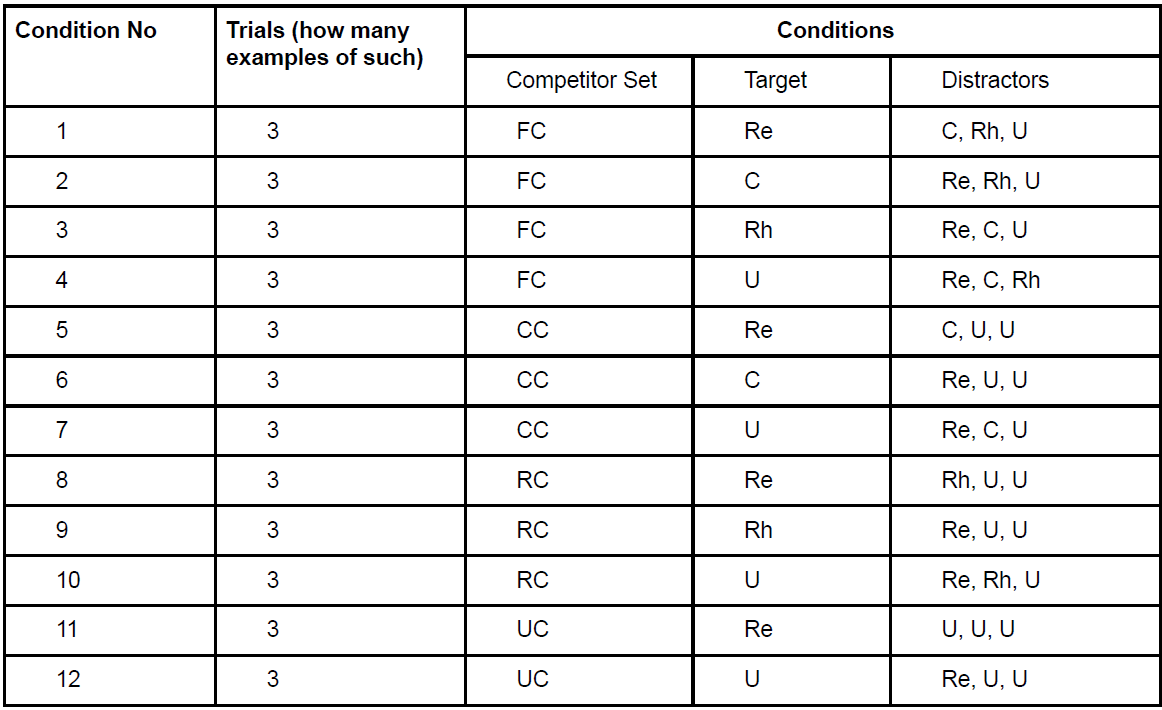 Condition No Trials (how many examples of such) Conditions
Competitor Set Target Distractors
1 3 FC Re C, Rh, U
2 3 FC C Re, Rh, U
3 3 FC Rh Re, C, U
4 3 FC U Re, C, Rh
5 3 CC Re C, U, U
6 3 CC C Re, U, U
7 3 CC U Re, C, U
8 3 RC Re Rh, U, U
9 3 RC Rh Re, U, U
10 3 RC U Re, Rh, U
11 3 UC Re U, U, U
12 3 UC U Re, U, U